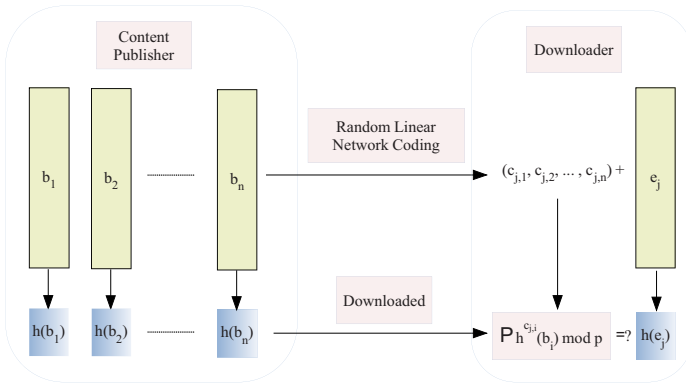 Content
Publisher
Downloader
b1
b2
bn
Random Linear
Network Coding
(cj,1, cj,2, ... , cj,n) +
ej
Downloaded
h(b1)
h(b2)
h(bn)
P h^cj,i(bi) mod p
=?
h(ej)